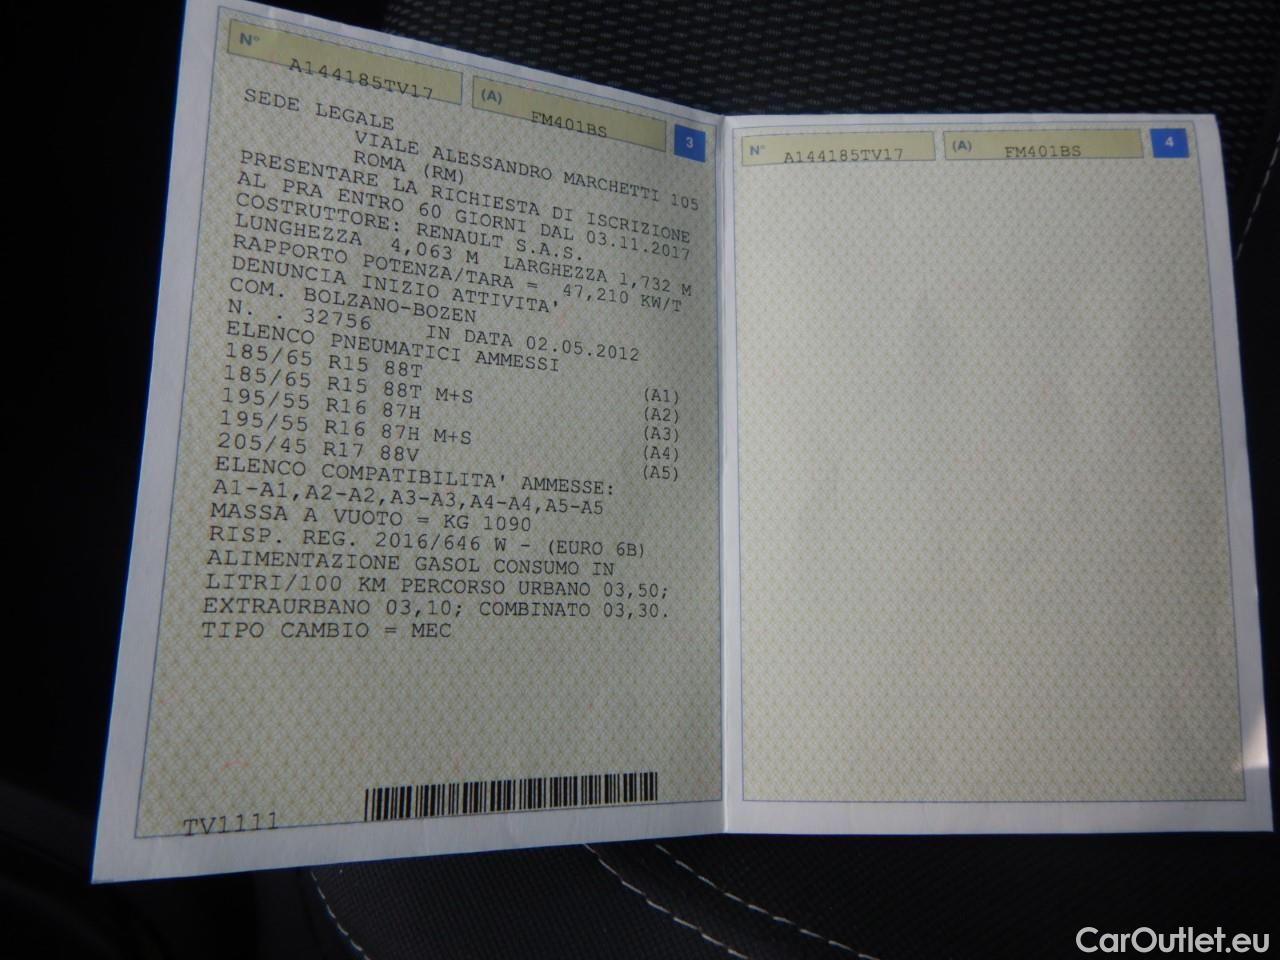 N° A144185TV17 (A) FM401BS 3
SEDE LEGALE
VIALE ALESSANDRO MARCHETTI 105
ROMA (RM)
PRESENTARE LA RICHIESTA DI ISCRIZIONE
AL PRA ENTRO 60 GIORNI DAL 03.11.2017
COSTRUTTORE: RENAULT S.A.S.
LUNGHEZZA 4,063 M LARGHEZZA 1,732 M
RAPPORTO POTENZA/TARA = 47,210 KW/T
DENUNCIA INIZIO ATTIVITA'
COM. BOLZANO-BOZEN
N. . 32756 IN DATA 02.05.2012
ELENCO PNEUMATICI AMMESSI
185/65 R15 88T (A1)
185/65 R15 88T M+S (A2)
195/55 R16 87H (A3)
195/55 R16 87H M+S (A4)
205/45 R17 88V (A5)
ELENCO COMPATIBILITA' AMMESSE:
A1-A1,A2-A2,A3-A3,A4-A4,A5-A5
MASSA A VUOTO = KG 1090
RISP. REG. 2016/646 W - (EURO 6B)
ALIMENTAZIONE GASOL CONSUMO IN
LITRI/100 KM PERCORSO URBANO 03,50;
EXTRAURBANO 03,10; COMBINATO 03,30.
TIPO CAMBIO = MEC
TV1111
N° A144185TV17 (A) FM401BS 4
CarOutlet.eu